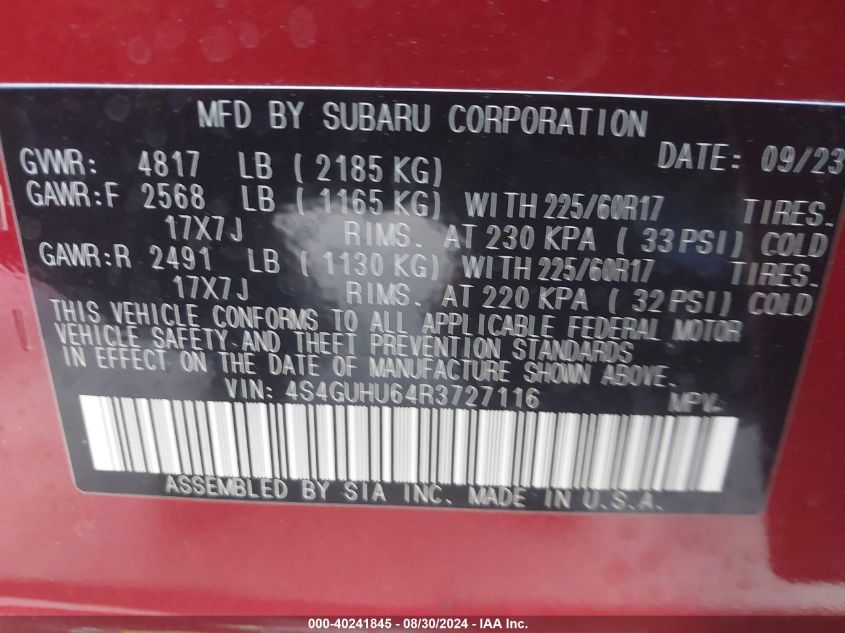 MFD BY SUBARU CORPORATION
GVWR: 4817 LB ( 2185 KG) DATE: 09/23
GAWR:F 2568 LB ( 1165 KG) WITH 225/60R17 TIRES.
17X7J RIMS. AT 230 KPA ( 33PSI) COLD
GAWR:R 2491 LB ( 1130 KG) WITH 225/60R17 TIRES.
17X7J RIMS. AT 220 KPA ( 32PSI) COLD
THIS VEHICLE CONFORMS TO ALL APPLICABLE FEDERAL MOTOR
VEHICLE SAFETY AND THEFT PREVENTION STANDARDS
IN EFFECT ON THE DATE OF MANUFACTURE SHOWN ABOVE.
VIN: 4S4GUHU64R3727116 MPV-
ASSEMBLED BY SIA INC. MADE IN U.S.A.
000-40241845 - 08/30/2024 - IAA Inc.